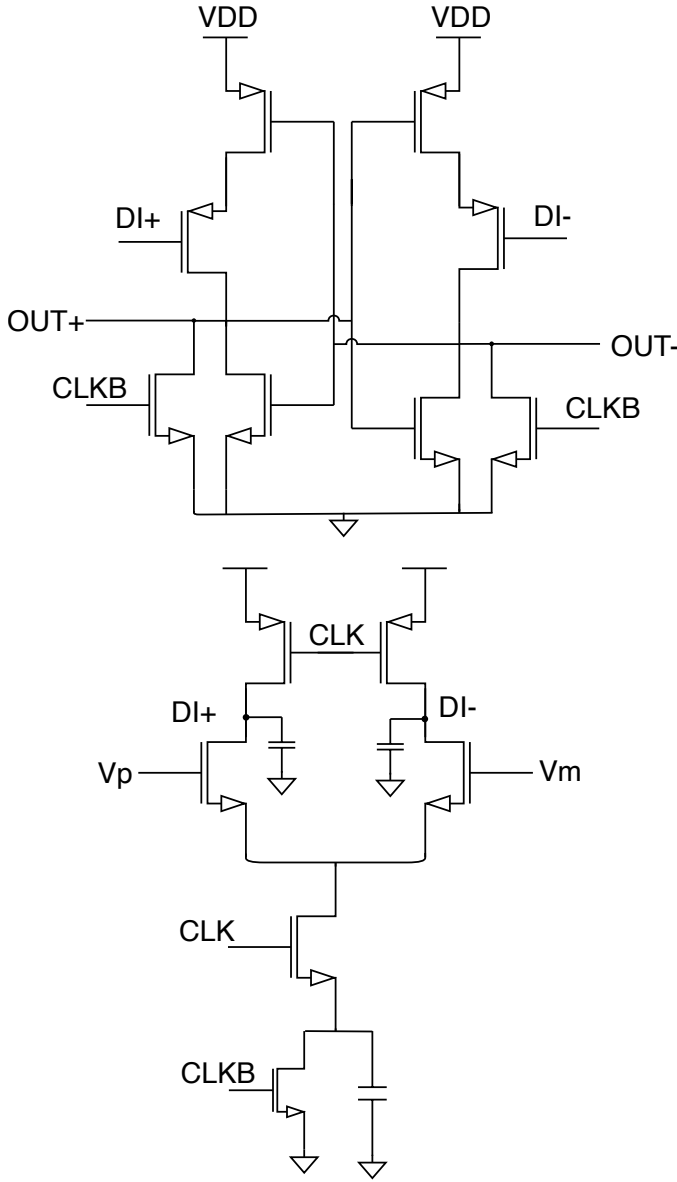 VDD VDD
DI+ DI-
OUT+
OUT-
CLKB CLKB
CLK
DI+ DI-
Vp Vm
CLK
CLKB